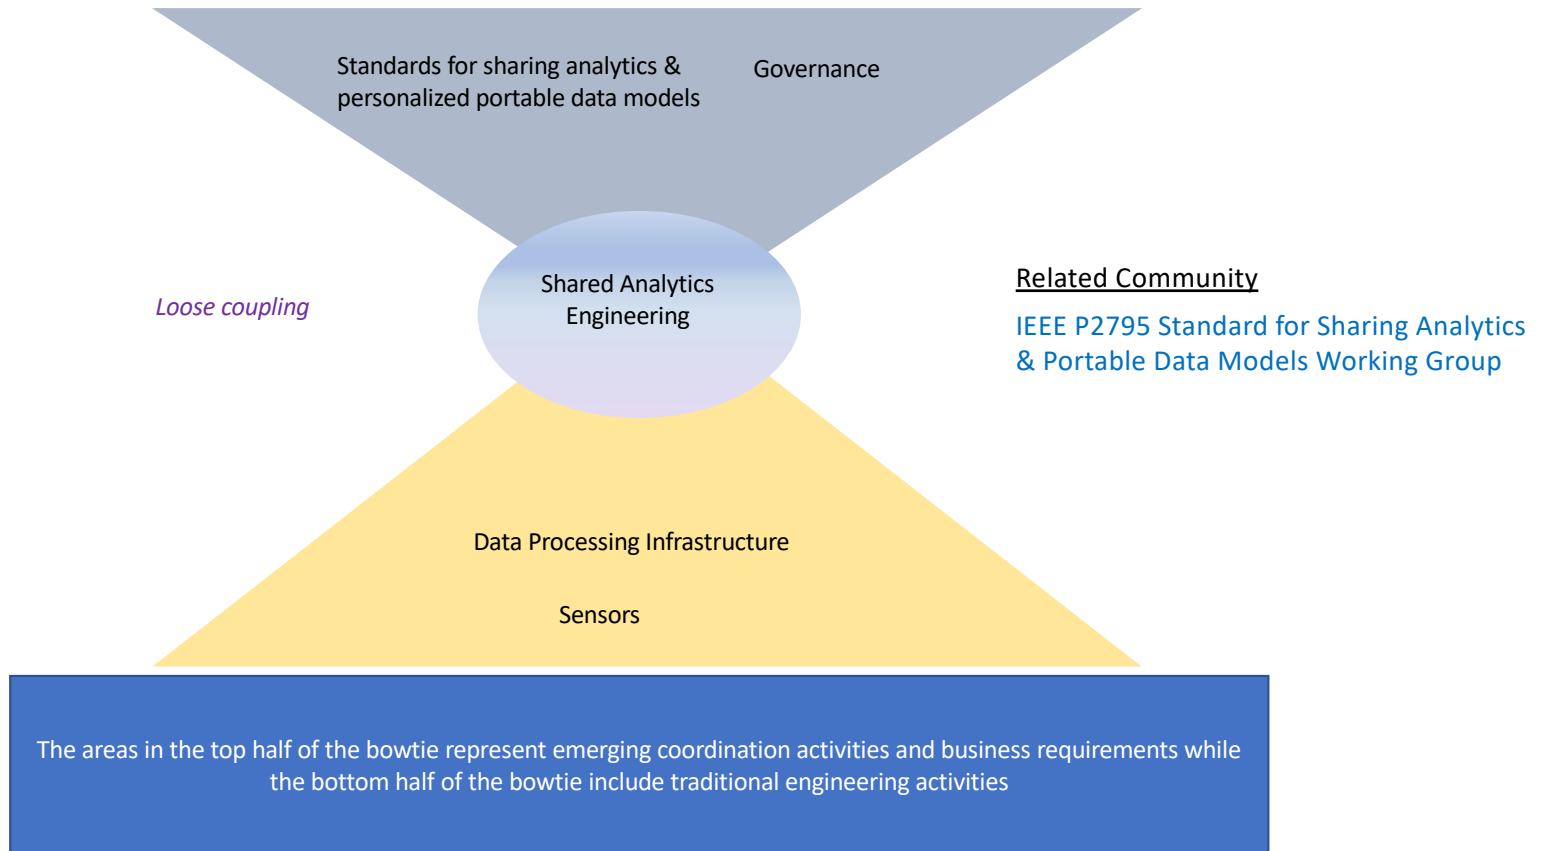 Standards for sharing analytics &
personalized portable data models
Governance
Shared Analytics
Engineering
Loose coupling
Related Community
IEEE P2795 Standard for Sharing Analytics
& Portable Data Models Working Group
Data Processing Infrastructure
Sensors
The areas in the top half of the bowtie represent emerging coordination activities and business requirements while
the bottom half of the bowtie include traditional engineering activities